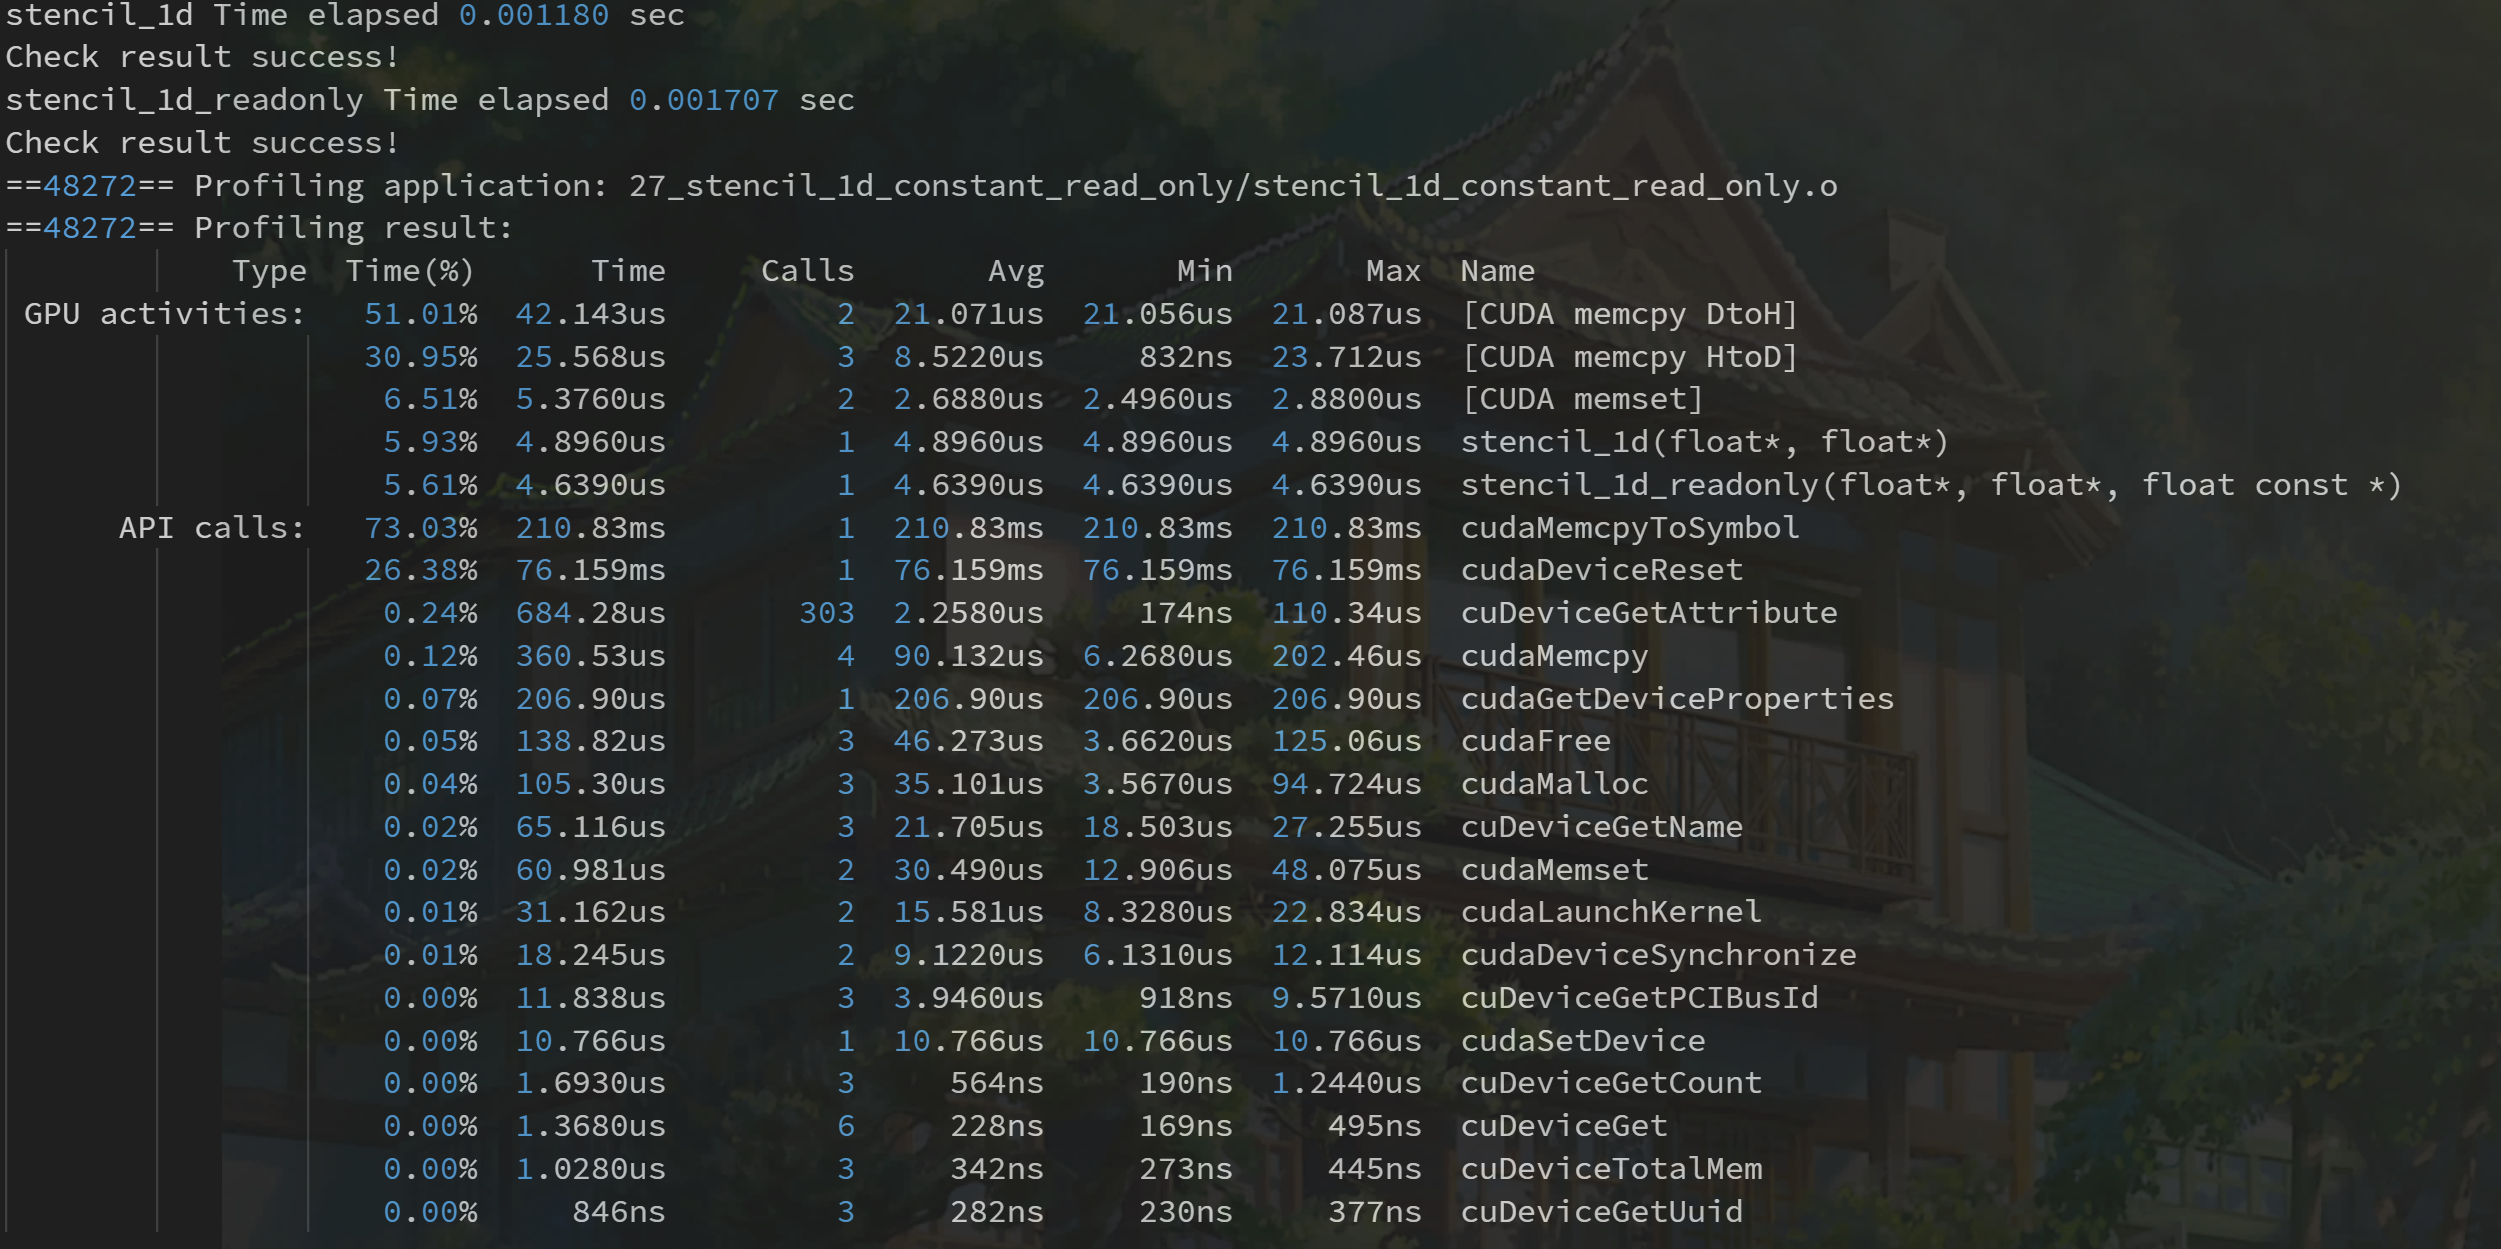 stencil_1d Time elapsed 0.001180 sec
Check result success!
stencil_1d_readonly Time elapsed 0.001707 sec
Check result success!
==48272== Profiling application: 27_stencil_1d_constant_read_only/stencil_1d_constant_read_only.o
==48272== Profiling result:
Type Time(%) Time Calls Avg Min Max Name
GPU activities: 51.01% 42.143us 2 21.071us 21.056us 21.087us [CUDA memcpy DtoH]
30.95% 25.568us 3 8.5220us 832ns 23.712us [CUDA memcpy HtoD]
6.51% 5.3760us 2 2.6880us 2.4960us 2.8800us [CUDA memset]
5.93% 4.8960us 1 4.8960us 4.8960us 4.8960us stencil_1d(float*, float*)
5.61% 4.6390us 1 4.6390us 4.6390us 4.6390us stencil_1d_readonly(float*, float*, float const *)
API calls: 73.03% 210.83ms 1 210.83ms 210.83ms 210.83ms cudaMemcpyToSymbol
26.38% 76.159ms 1 76.159ms 76.159ms 76.159ms cudaDeviceReset
0.24% 684.28us 303 2.2580us 174ns 110.34us cuDeviceGetAttribute
0.12% 360.53us 4 90.132us 6.2680us 202.46us cudaMemcpy
0.07% 206.90us 1 206.90us 206.90us 206.90us cudaGetDeviceProperties
0.05% 138.82us 3 46.273us 3.6620us 125.06us cudaFree
0.04% 105.30us 3 35.101us 3.5670us 94.724us cudaMalloc
0.02% 65.116us 3 21.705us 18.503us 27.255us cuDeviceGetName
0.02% 60.981us 2 30.490us 12.906us 48.075us cudaMemset
0.01% 31.162us 2 15.581us 8.3280us 22.834us cudaLaunchKernel
0.01% 18.245us 2 9.1220us 6.1310us 12.114us cudaDeviceSynchronize
0.00% 11.838us 3 3.9460us 918ns 9.5710us cuDeviceGetPCIBusId
0.00% 10.766us 1 10.766us 10.766us 10.766us cudaSetDevice
0.00% 1.6930us 3 564ns 190ns 1.2440us cuDeviceGetCount
0.00% 1.3680us 6 228ns 169ns 495ns cuDeviceGet
0.00% 1.0280us 3 342ns 273ns 445ns cuDeviceTotalMem
0.00% 846ns 3 282ns 230ns 377ns cuDeviceGetUuid